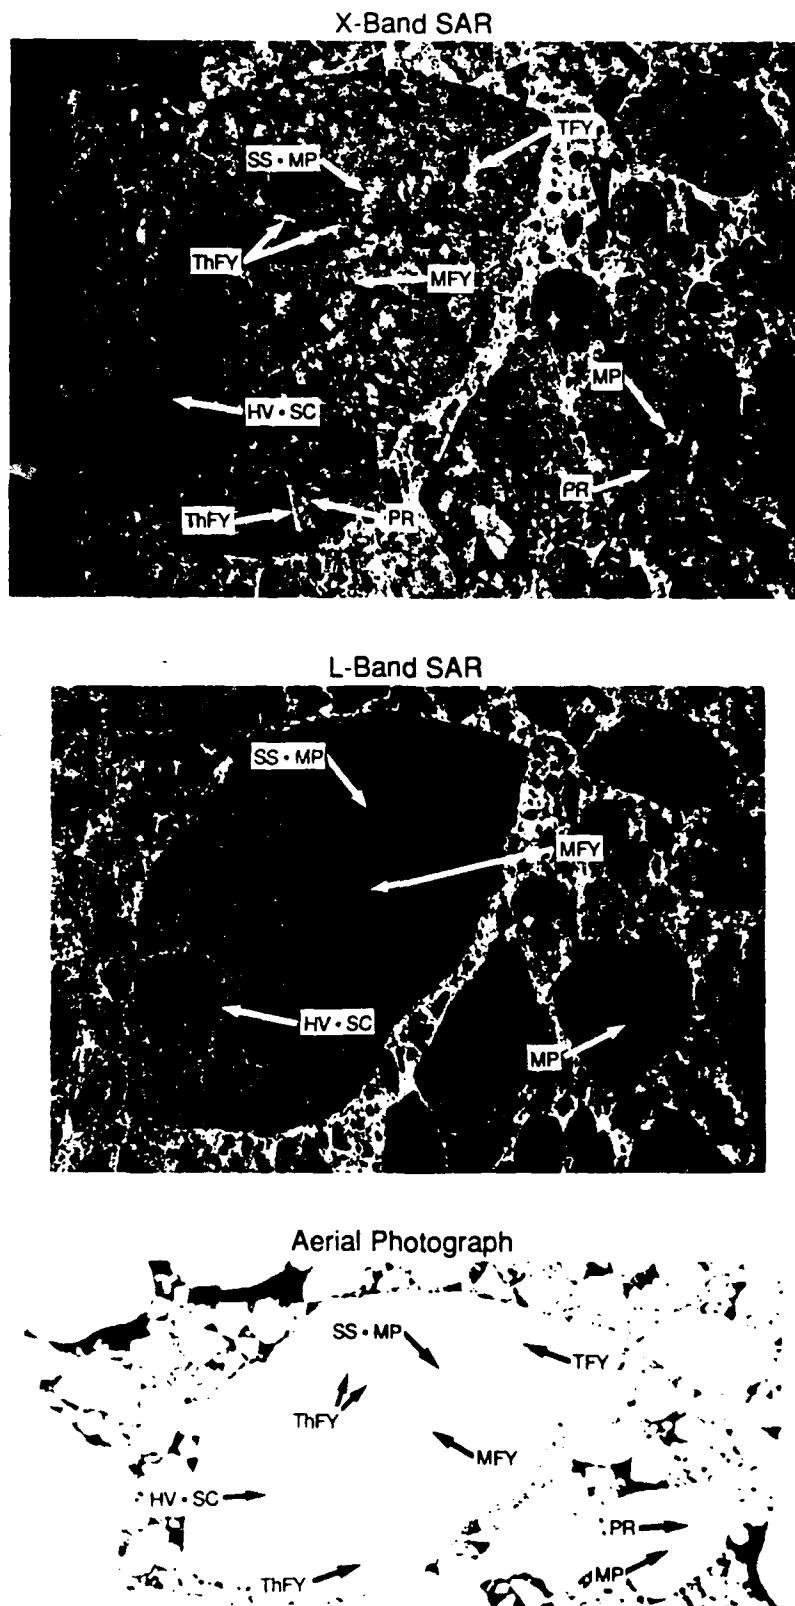 X-Band SAR
TFY
SS • MP
ThFY
MFY
MP
HV • SC
PR
ThFY
PR
L-Band SAR
SS • MP
MFY
HV • SC
MP
Aerial Photograph
SS • MP
TFY
ThFY
MFY
HV • SC
PR
MP
ThFY